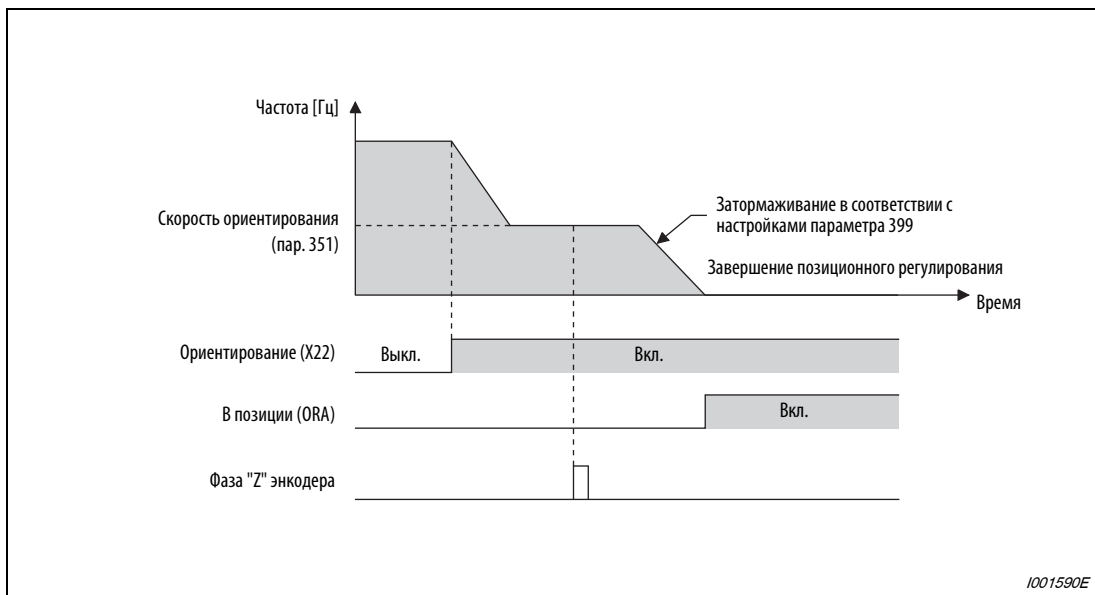 Частота [Гц]
Скорость ориентирования
(пар. 351)
Затормаживание в соответствии с
настройками параметра 399
Завершение позиционного регулирования
Время
Ориентирование (X22)
Выкл.
Вкл.
В позиции (ORA)
Вкл.
Фаза "Z" энкодера
I001590E